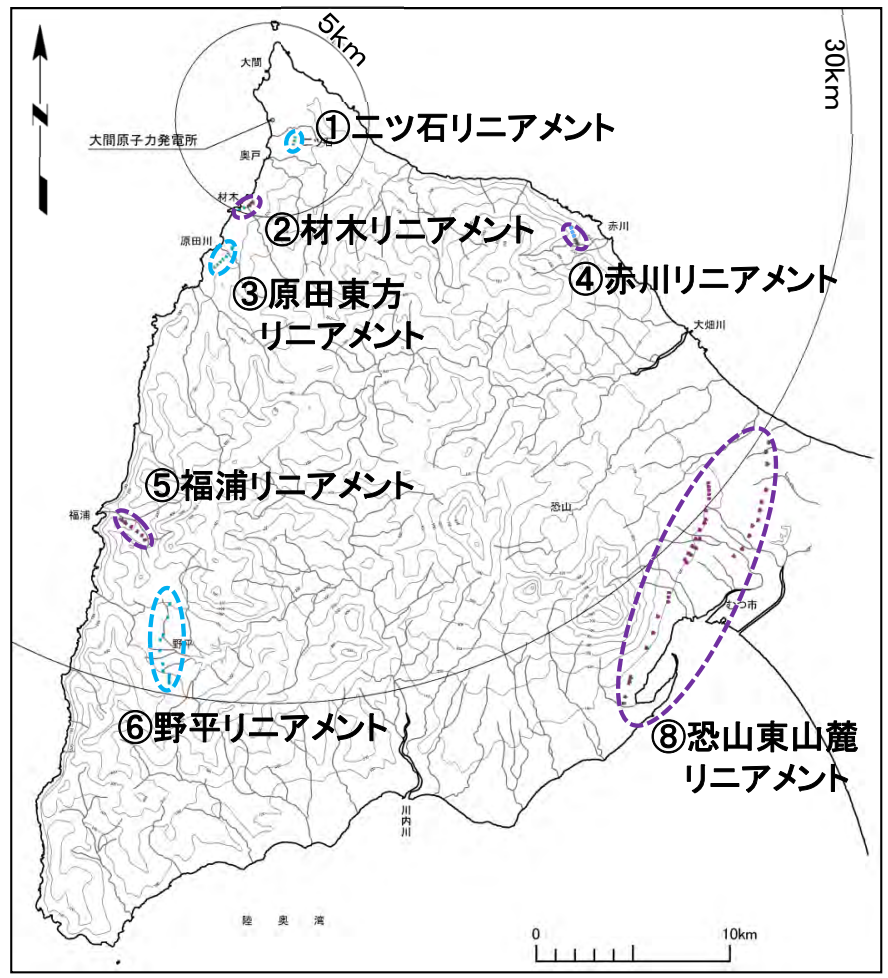 5km
30km
N
大間
大間原子力発電所
①二ツ石リニアメント
二ツ石
奥戸
材木
②材木リニアメント
赤川
原田川
③原田東方
リニアメント
④赤川リニアメント
大畑川
⑤福浦リニアメント
福浦
恐山
むつ市
野平
⑥野平リニアメント
⑧恐山東山麓
リニアメント
川内川
陸奥湾
0 10km